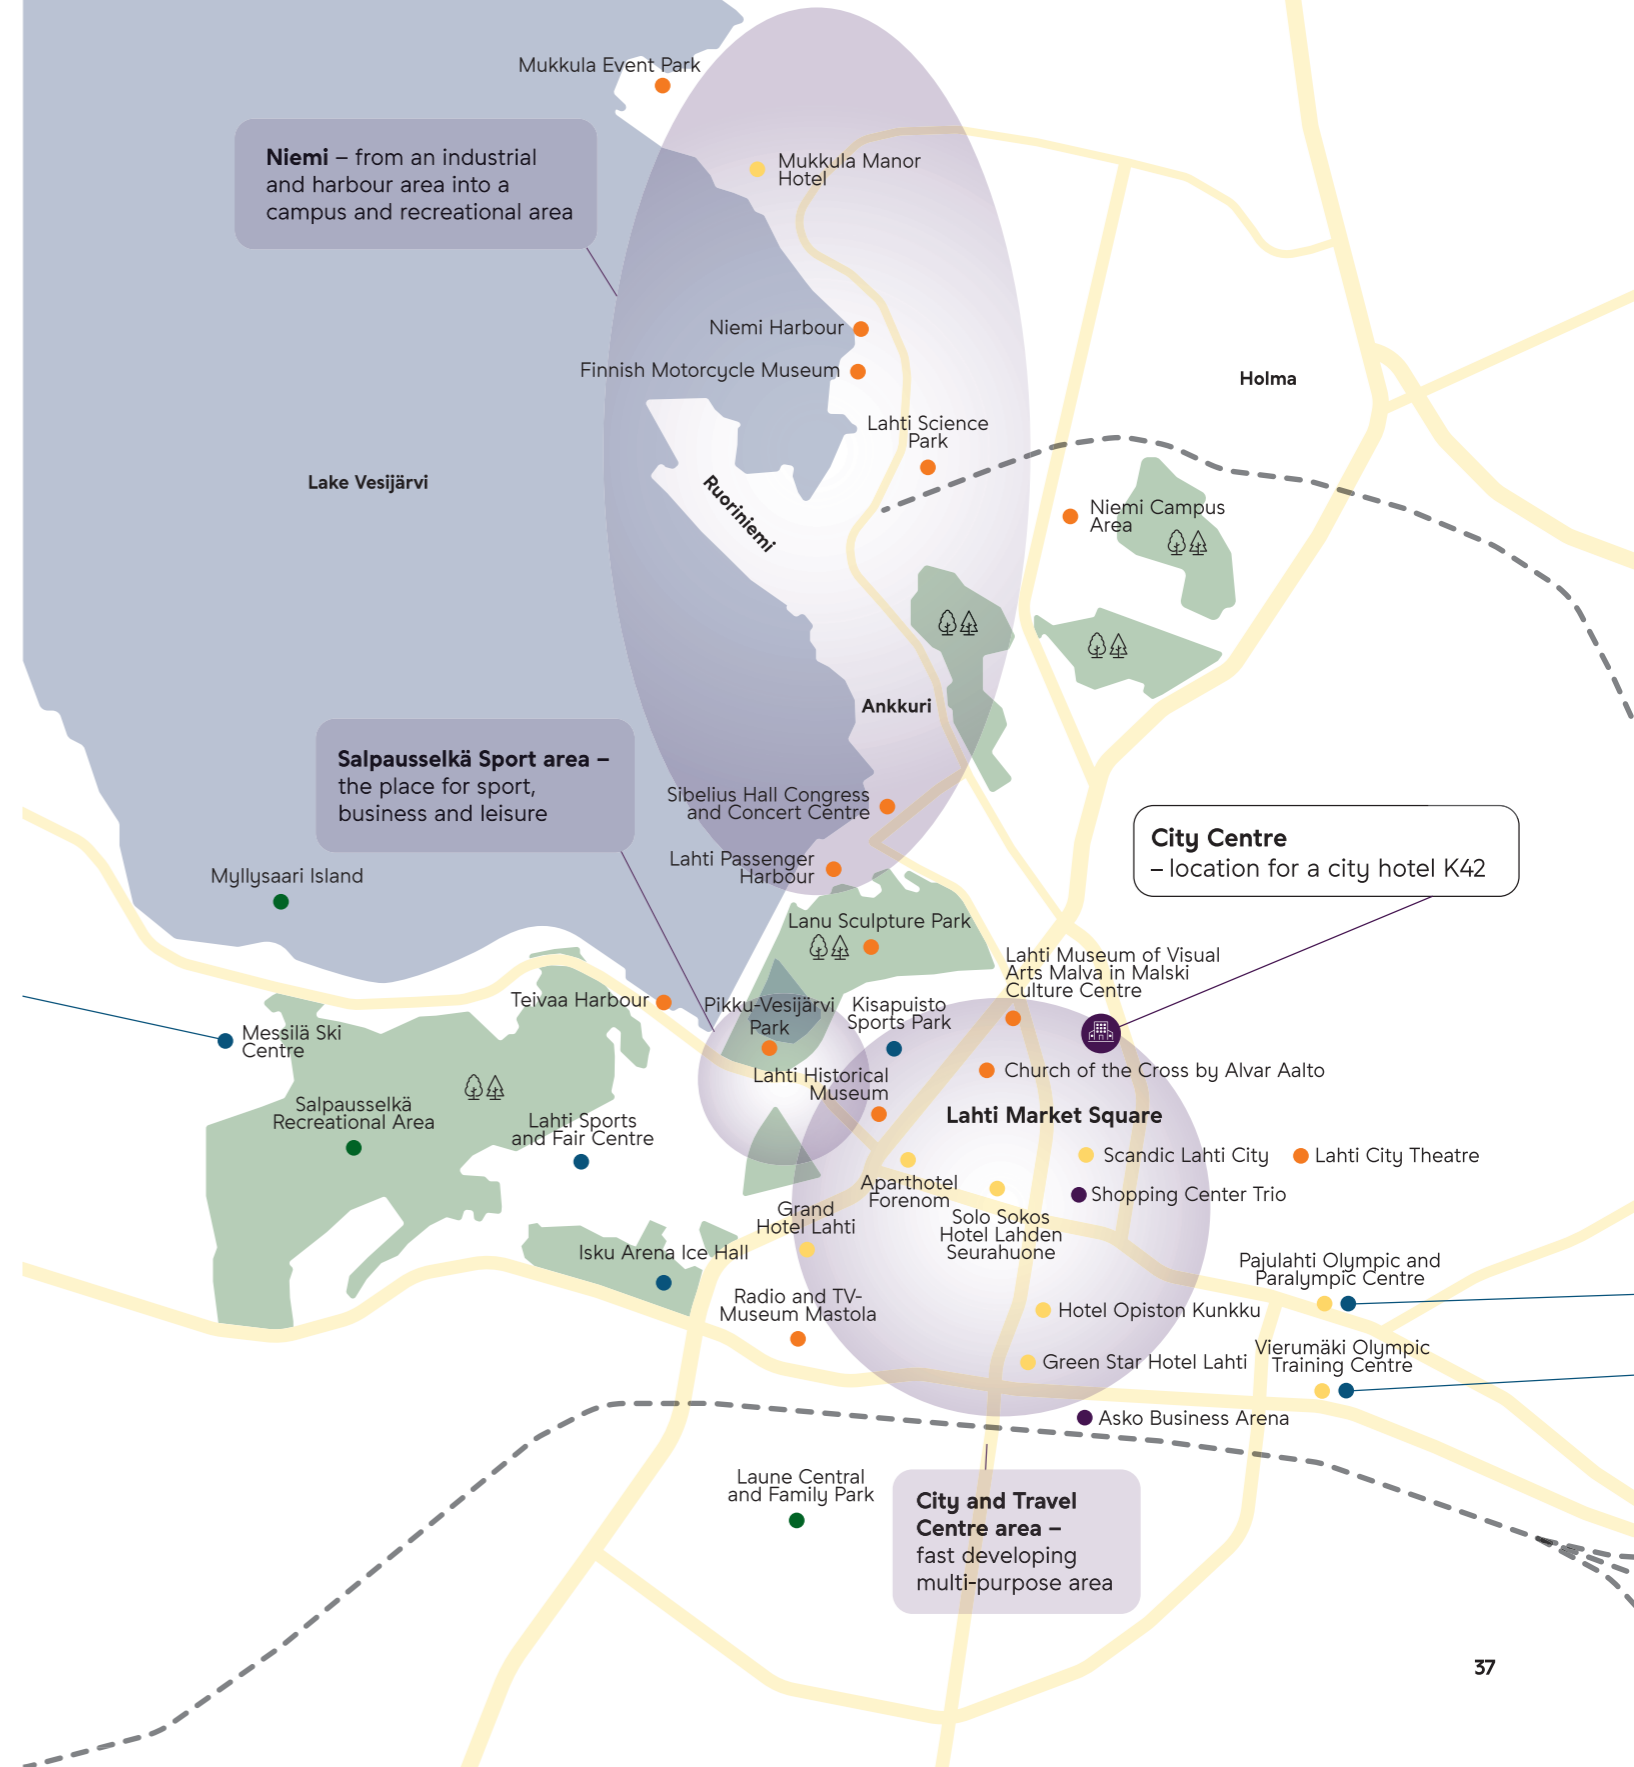 Mukkula Event Park
Niemi – from an industrial
and harbour area into a
campus and recreational area
Mukkula Manor
Hotel
Niemi Harbour
Finnish Motorcycle Museum
Holma
Lahti Science
Park
Lake Vesijärvi
Ruoriniemi
Niemi Campus
Area
Ankkuri
Salpausselkä Sport area –
the place for sport,
business and leisure
Sibelius Hall Congress
and Concert Centre
City Centre
– location for a city hotel K42
Lahti Passenger
Harbour
Myllysaari Island
Lanu Sculpture Park
Lahti Museum of Visual
Arts Malva in Malski
Culture Centre
Teivaa Harbour
Pikku-Vesijärvi
Park
Kisapuisto
Sports Park
Messilä Ski
Centre
Church of the Cross by Alvar Aalto
Lahti Historical
Museum
Salpausselkä
Recreational Area
Lahti Sports
and Fair Centre
Lahti Market Square
Scandic Lahti City
Lahti City Theatre
Aparthotel
Forenom
Shopping Center Trio
Grand
Hotel Lahti
Solo Sokos
Hotel Lahden
Seurahuone
Isku Arena Ice Hall
Pajulahti Olympic and
Paralympic Centre
Radio and TV-
Museum Mastola
Hotel Opiston Kunkku
Green Star Hotel Lahti
Vierumäki Olympic
Training Centre
Asko Business Arena
Laune Central
and Family Park
City and Travel
Centre area –
fast developing
multi-purpose area
37